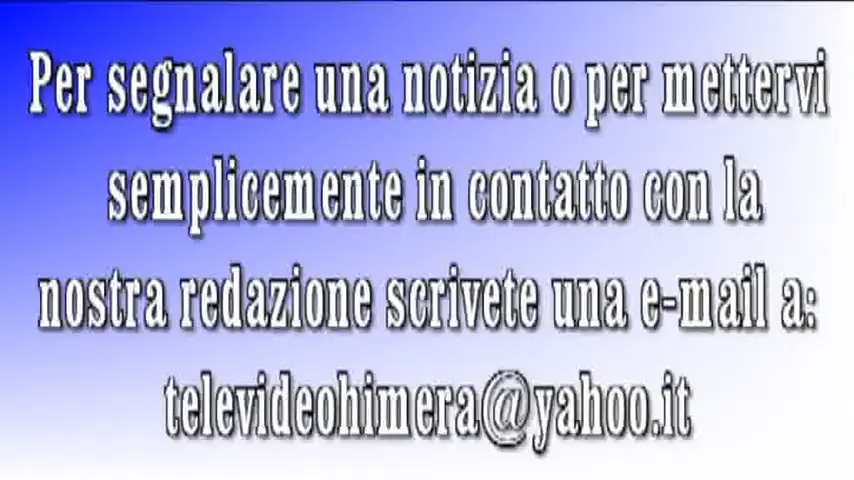 Per segnalare una notizia o per mettervi
semplicemente in contatto con la
nostra redazione scrivete una e-mail a:
televideohimera@yahoo.it